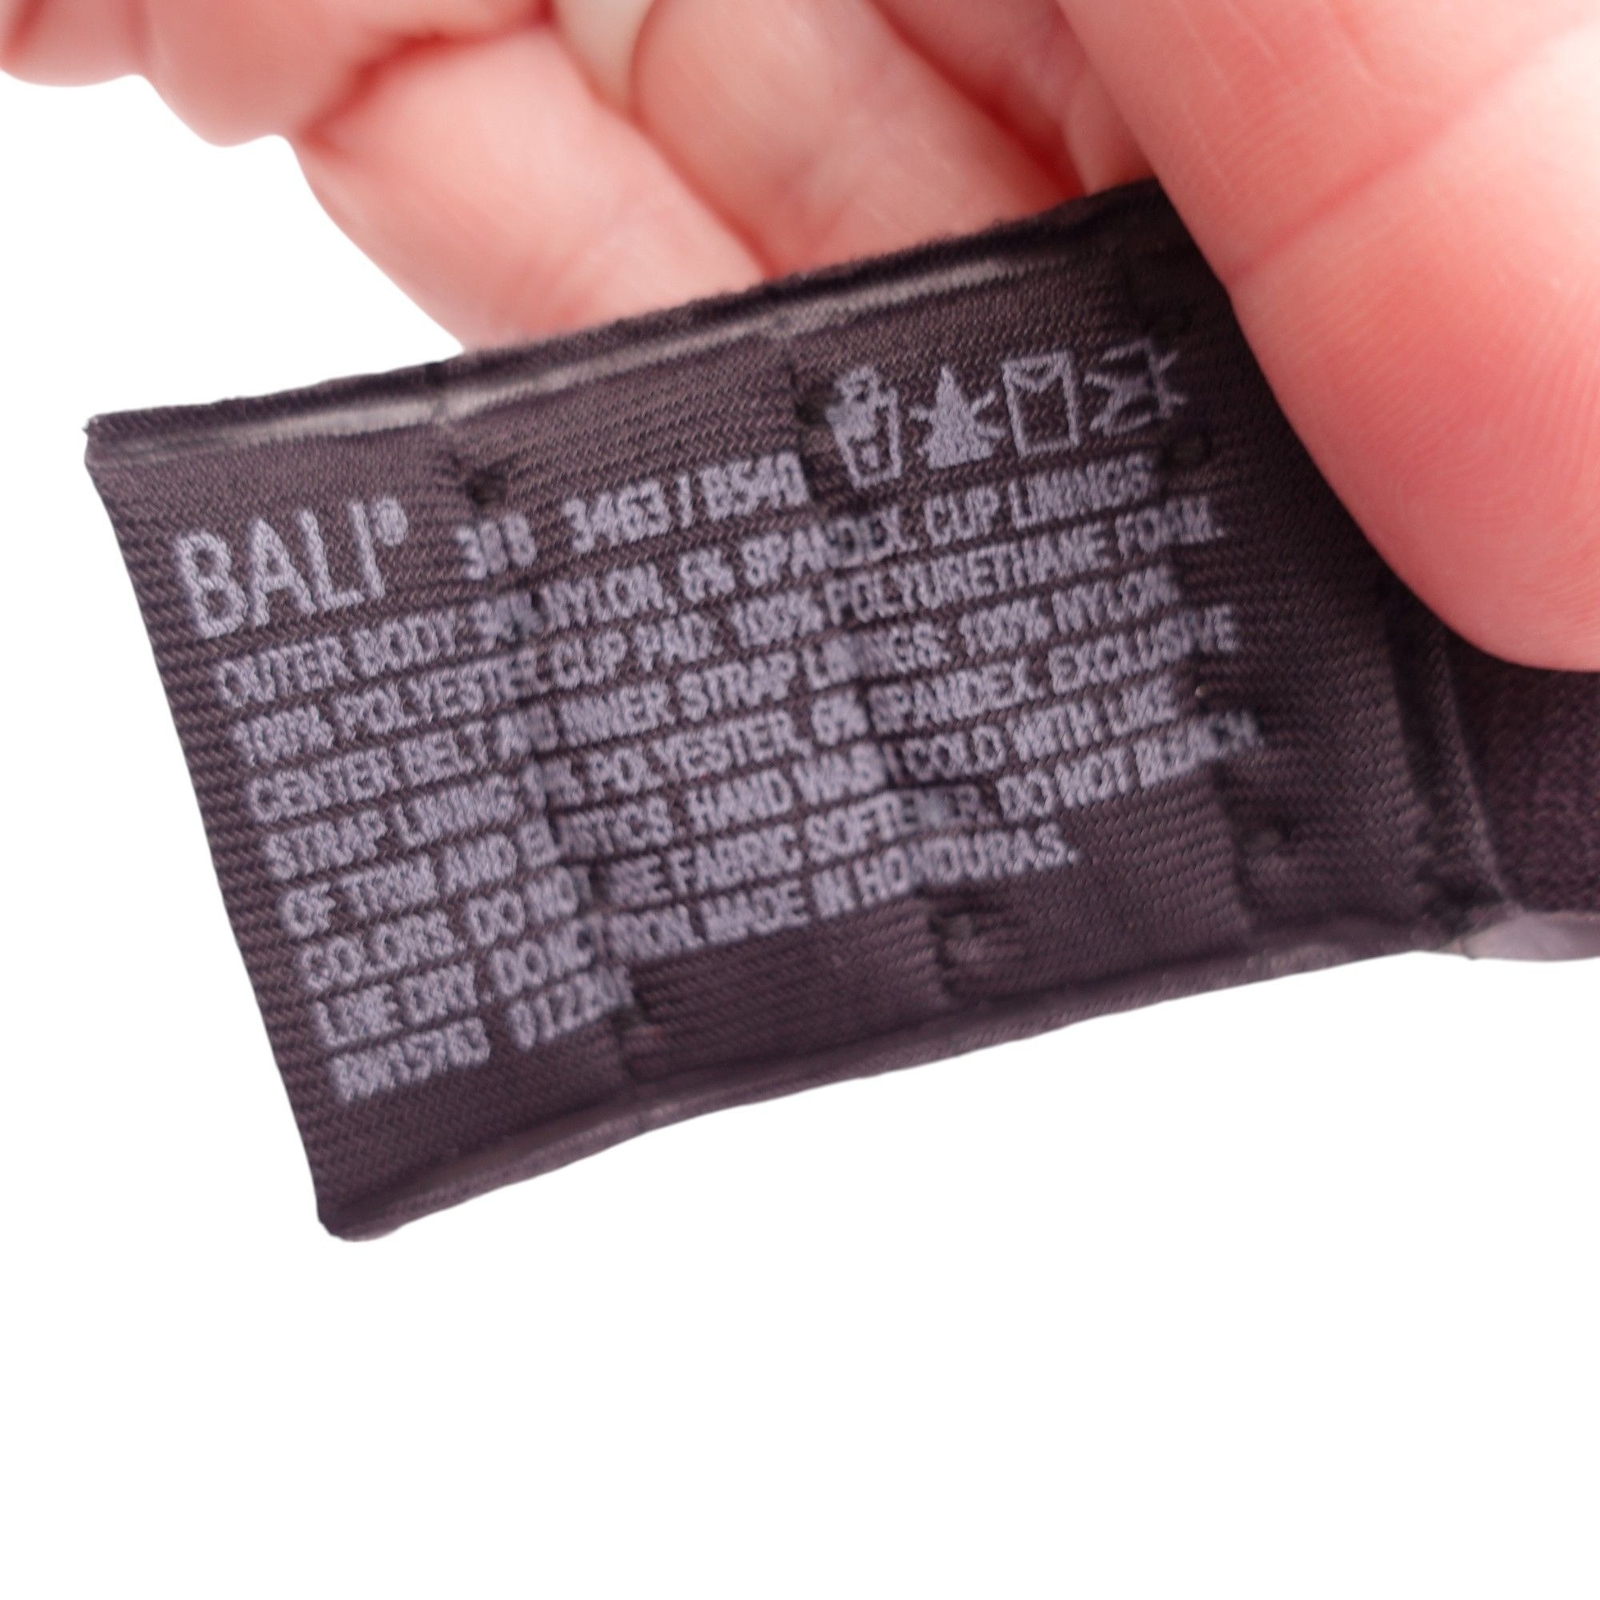 BALI® 3463 / B540
OUTER BODY: NYLON, 6% SPANDEX. CUP LININGS:
100% POLYESTER. CUP PAD: 100% POLYURETHANE FOAM.
CENTER BELT AND INNER STRAP LININGS: 100% NYLON.
STRAP LINING: POLYESTER, 6% SPANDEX. EXCLUSIVE
OF TRIM AND ELASTICS. HAND WASH COLD WITH LIKE
COLORS. DO NOT USE FABRIC SOFTENER. DO NOT BLEACH.
LINE DRY. DO NOT IRON. MADE IN HONDURAS.
RN15763